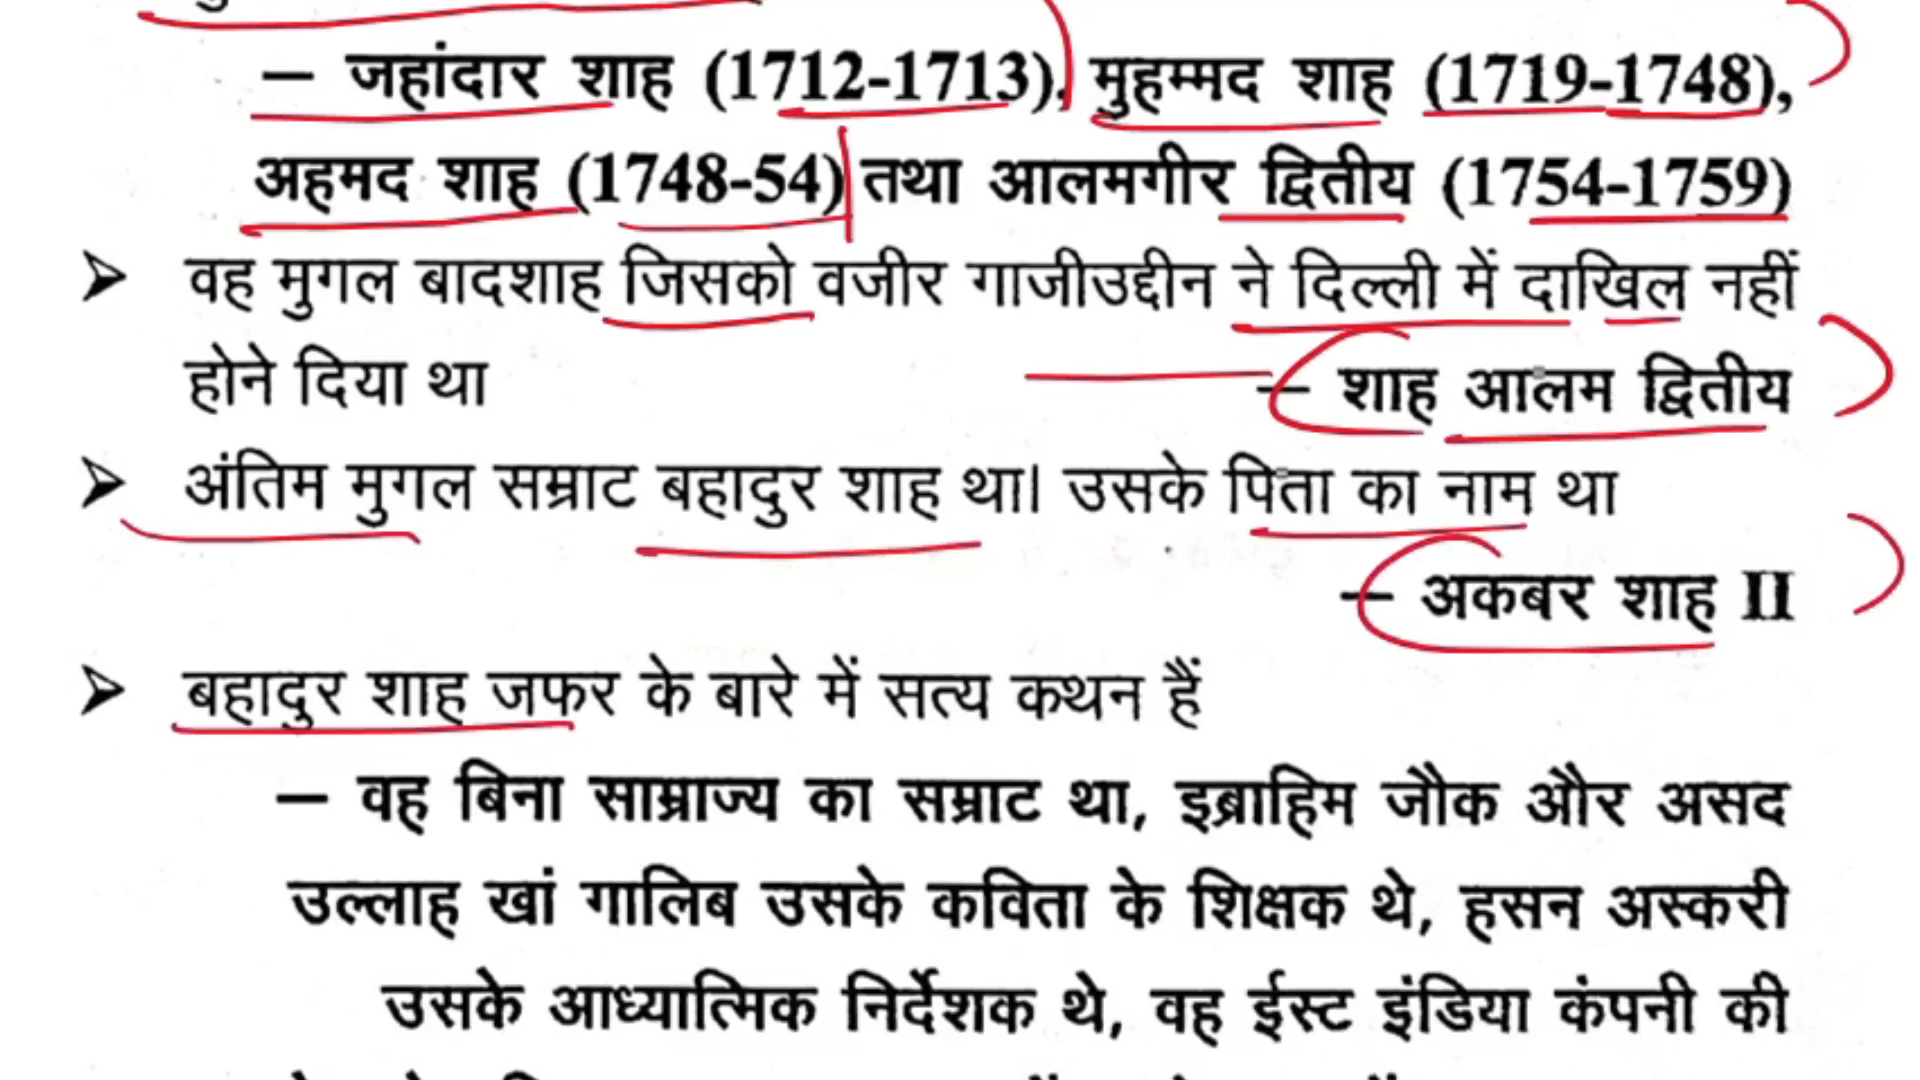 — जहांदार शाह (1712-1713), मुहम्मद शाह (1719-1748),
अहमद शाह (1748-54) तथा आलमगीर द्वितीय (1754-1759)
➤ वह मुगल बादशाह जिसको वजीर गाजीउद्दीन ने दिल्ली में दाखिल नहीं
होने दिया था — शाह आलम द्वितीय
➤ अंतिम मुगल सम्राट बहादुर शाह था। उसके पिता का नाम था
— अकबर शाह II
➤ बहादुर शाह जफर के बारे में सत्य कथन हैं
— वह बिना साम्राज्य का सम्राट था, इब्राहिम जौक और असद
उल्लाह खां गालिब उसके कविता के शिक्षक थे, हसन अस्करी
उसके आध्यात्मिक निर्देशक थे, वह ईस्ट इंडिया कंपनी की